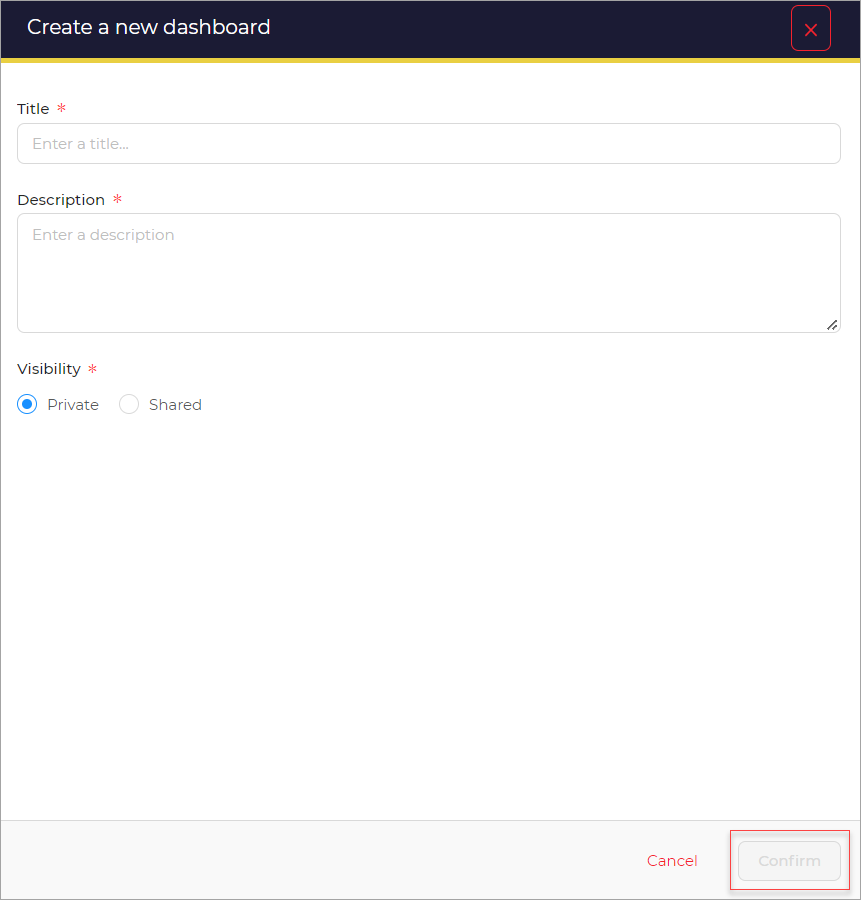 Create a new dashboard
Title *
Enter a title...
Description *
Enter a description
Visibility *
Private Shared
Cancel Confirm